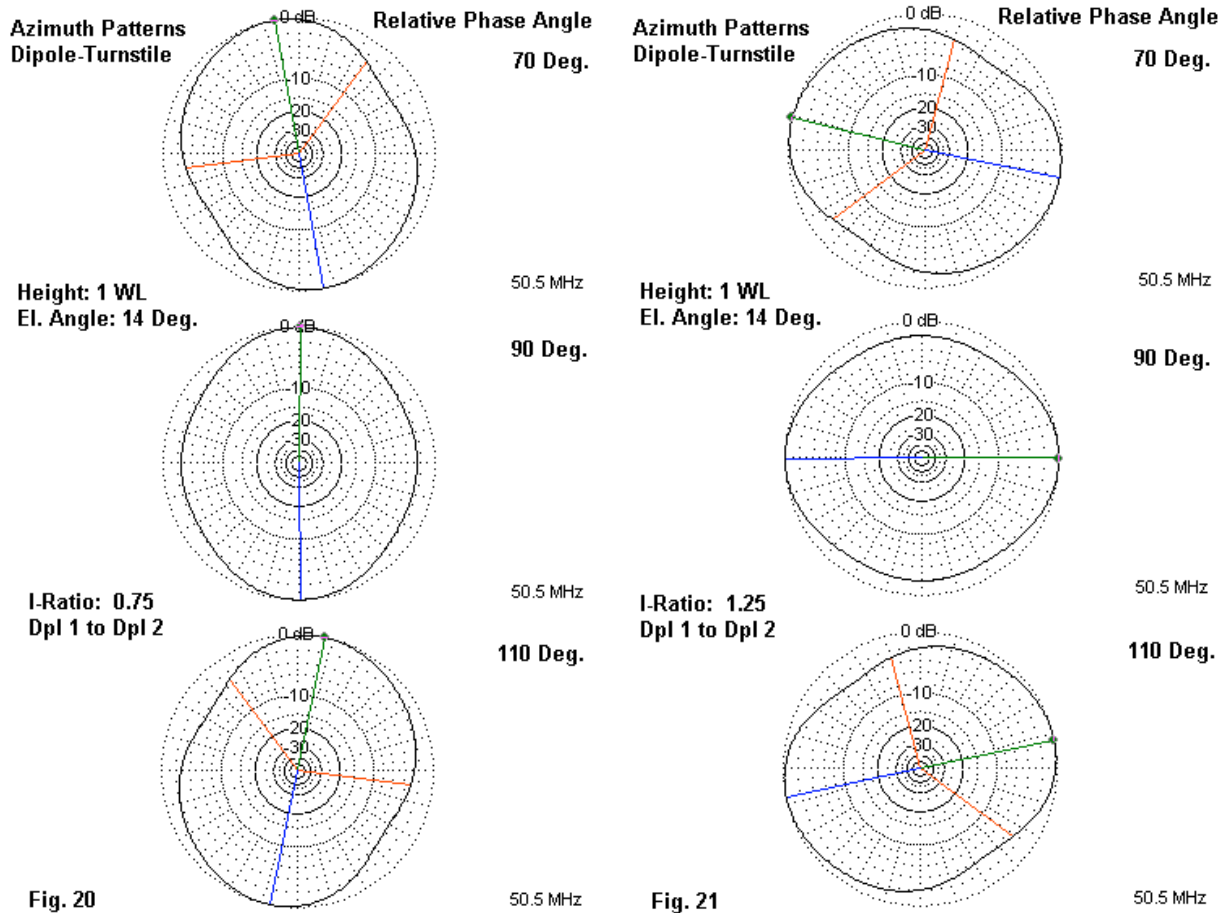 Azimuth Patterns
Dipole-Turnstile
0 dB
Relative Phase Angle
70 Deg.
-10
20
30
Height: 1 WL
El. Angle: 14 Deg.
50.5 MHz
0 dB
90 Deg.
-10
20
-30
I-Ratio: 0.75
Dpl 1 to Dpl 2
50.5 MHz
0 dB
110 Deg.
-10
20
30
Fig. 20
50.5 MHz
Azimuth Patterns
Dipole-Turnstile
0 dB
Relative Phase Angle
70 Deg.
-10
20
30
Height: 1 WL
El. Angle: 14 Deg.
50.5 MHz
0 dB
90 Deg.
-10
20
-30
I-Ratio: 1.25
Dpl 1 to Dpl 2
50.5 MHz
0 dB
110 Deg.
-10
20
30
Fig. 21
50.5 MHz